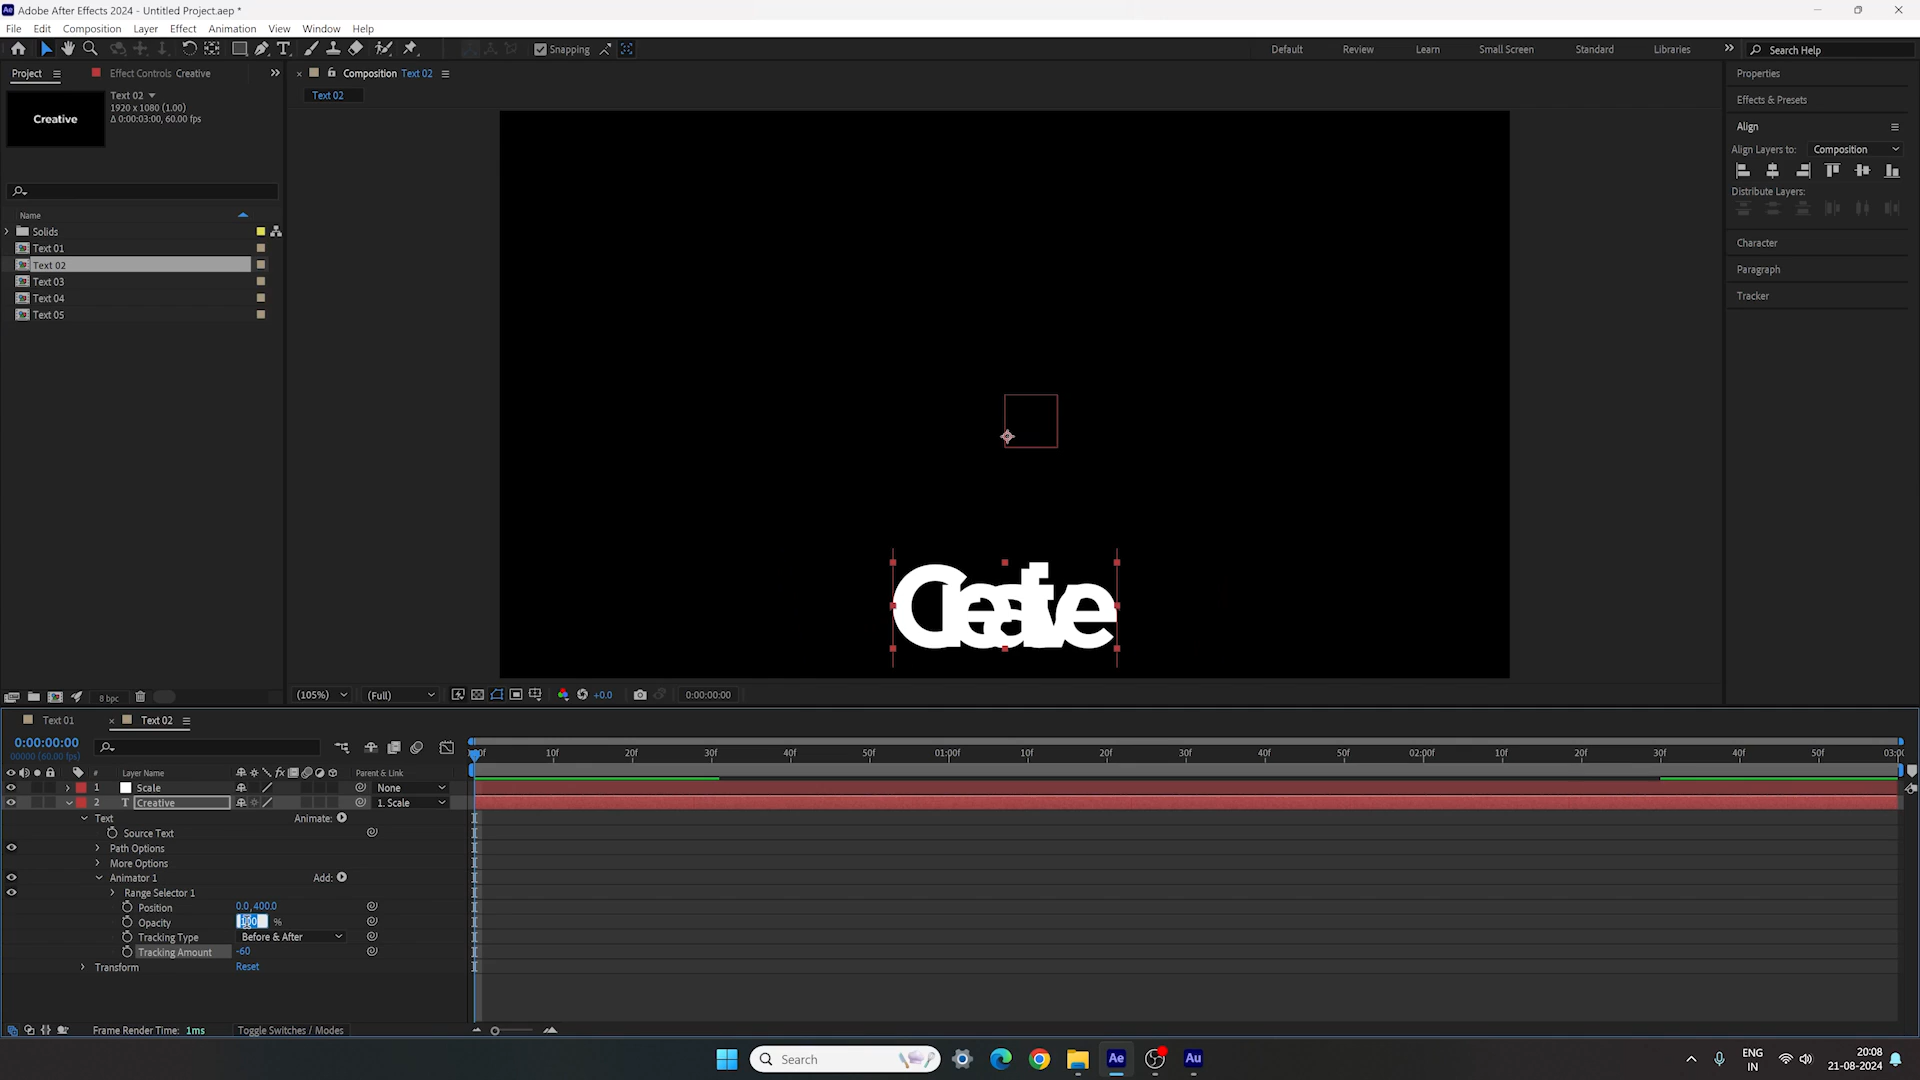 Adobe After Effects 2024 - Untitled Project.aep *
File Edit Composition Layer Effect Animation View Window Help
Snapping
Default Review Learn Small Screen Standard Libraries
Search Help
Project Effect Controls Creative
Composition Text 02
Text 02
Creative
Text 02
1920 x 1080 (1.00)
Δ 0:00:03:00, 60.00 fps
Name
Solids
Text 01
Text 02
Text 03
Text 04
Text 05
8 bpc
Creative
(105%) (Full) +0.0 0:00:00:00
Properties
Effects & Presets
Align
Align Layers to: Composition
Distribute Layers:
Character
Paragraph
Tracker
Text 01 Text 02
0:00:00:00
00000 (60.00 fps)
# Layer Name fx Parent & Link
10f 20f 30f 40f 50f 01:00f 10f 20f 30f 40f 50f 02:00f 10f 20f 30f 40f 50f
1 Scale None
2 T Creative 1. Scale
Text Animate:
Source Text
Path Options
More Options
Animator 1 Add:
Range Selector 1
Position 0.0, 400.0
Opacity 100 %
Tracking Type Before & After
Tracking Amount -60
Transform Reset
Frame Render Time: 1ms Toggle Switches / Modes
Search
Ae
Au
ENG
IN
20:08
21-08-2024